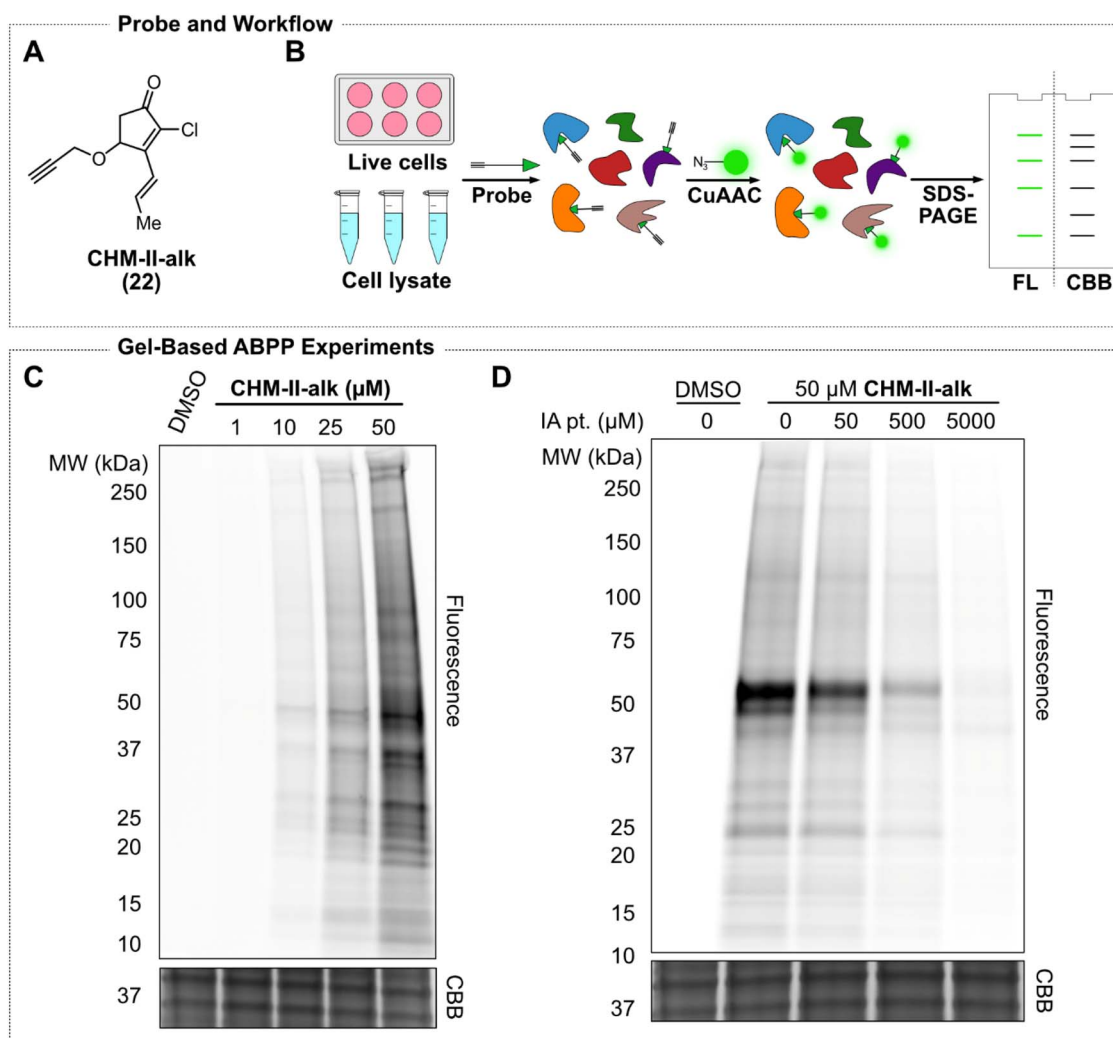 Probe and Workflow
A
B
O
Cl
O
Me
CHM-II-alk
(22)
Live cells
Cell lysate
Probe
N3
CuAAC
SDS-
PAGE
FL
CBB
Gel-Based ABPP Experiments
C
DMSO
CHM-II-alk (µM)
1 10 25 50
MW (kDa)
250
150
100
75
50
37
25
20
15
10
Fluorescence
37
CBB
D
DMSO
50 µM CHM-II-alk
IA pt. (µM) 0 0 50 500 5000
MW (kDa)
250
150
100
75
50
37
25
20
15
10
Fluorescence
37
CBB